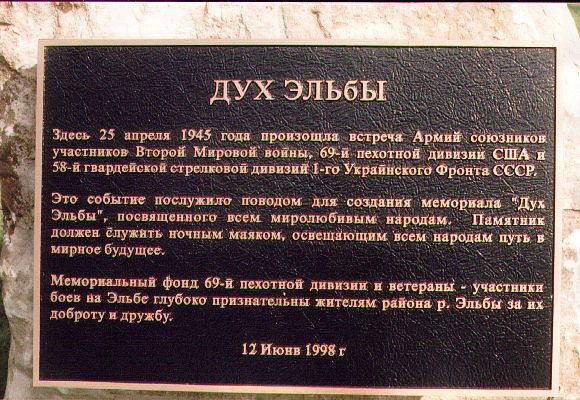 ДУХ ЭЛЬбЫ
Здесь 25 апреля 1945 года произошла встреча Армий союзников
участников Второй Мировой войны, 69-й пехотной дивизий США и
58-й гвардейской стрелковой дивизий 1-го Украинского Фронта СССР.
Это событие послужило поводом для создания мемориала "Дух
Эльбы", посвященного всем миролюбивым народам. Памятник
должен служить ночным маяком, освещающим всем народам путь в
мирное будущее.
Мемориальный фонд 69-й пехотной дивизии и ветераны - участники
боев на Эльбе глубоко признательны жителям района р. Эльбы за их
доброту и дружбу.
12 Июнв 1998 г